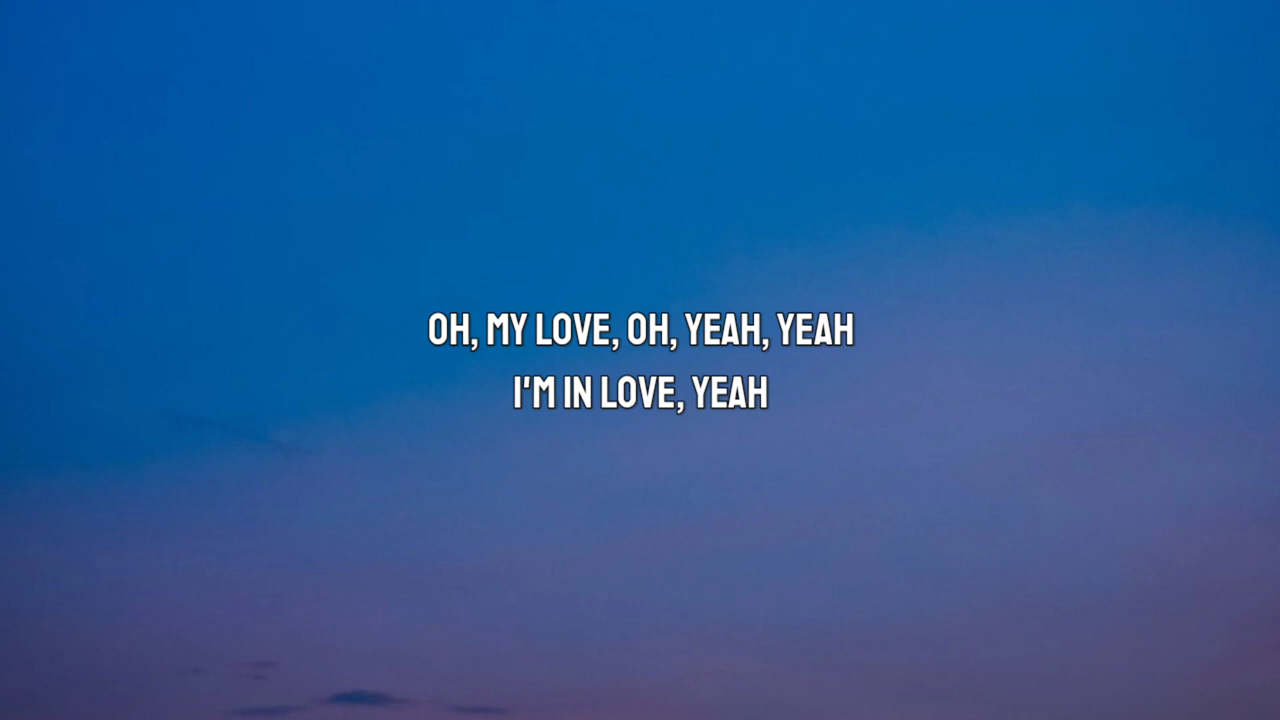 OH, MY LOVE, OH, YEAH, YEAH
I'M IN LOVE, YEAH